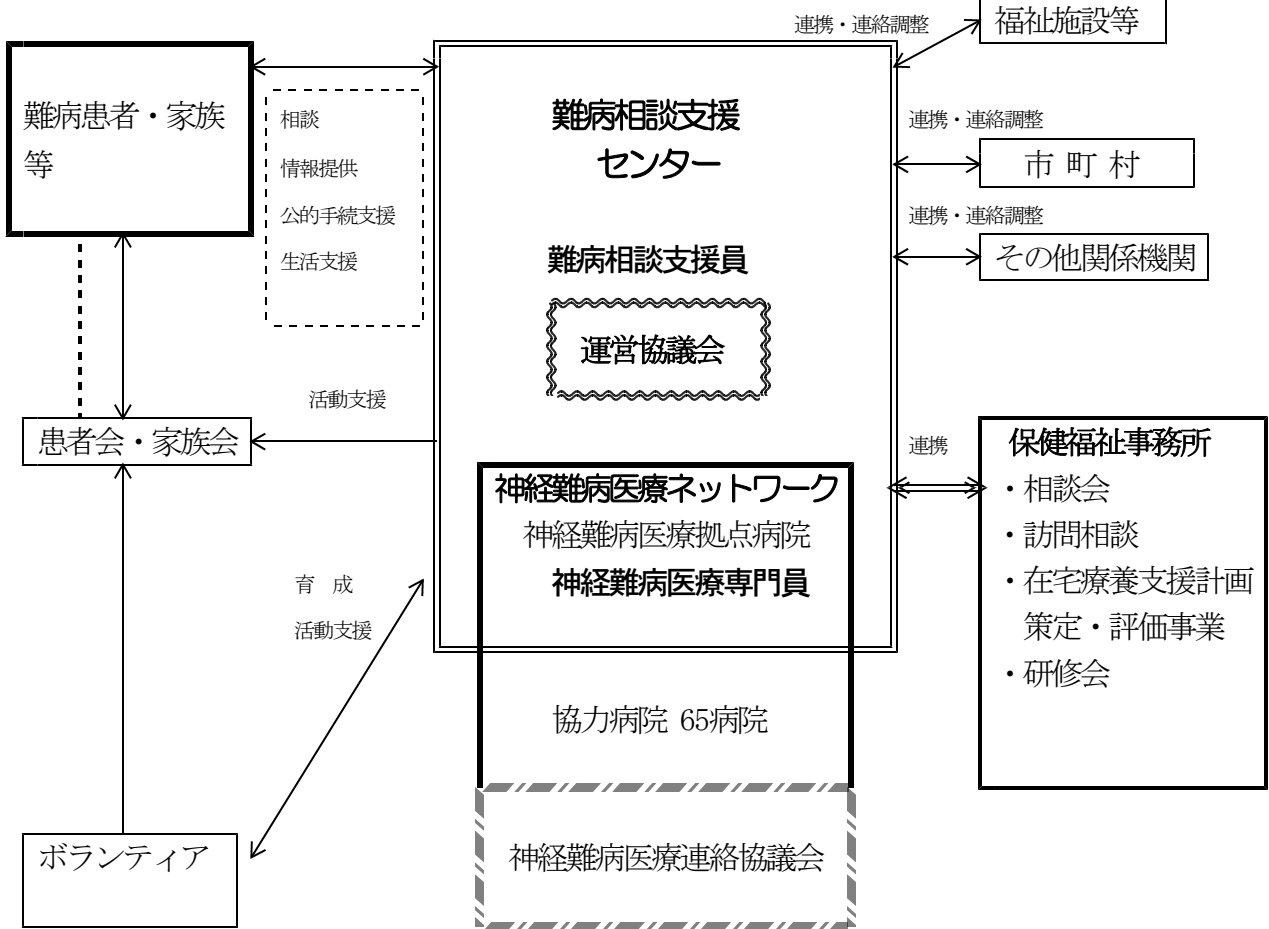 連携・連絡調整
福祉施設等
難病患者・家族
等
相談
情報提供
公的手続支援
生活支援
難病相談支援
センター
難病相談支援員
運営協議会
連携・連絡調整
市 町 村
連携・連絡調整
その他関係機関
活動支援
患者会・家族会
連携
保健福祉事務所
・相談会
・訪問相談
・在宅療養支援計画
策定・評価事業
・研修会
神経難病医療ネットワーク
神経難病医療拠点病院
神経難病医療専門員
育 成
活動支援
協力病院 65病院
ボランティア
神経難病医療連絡協議会